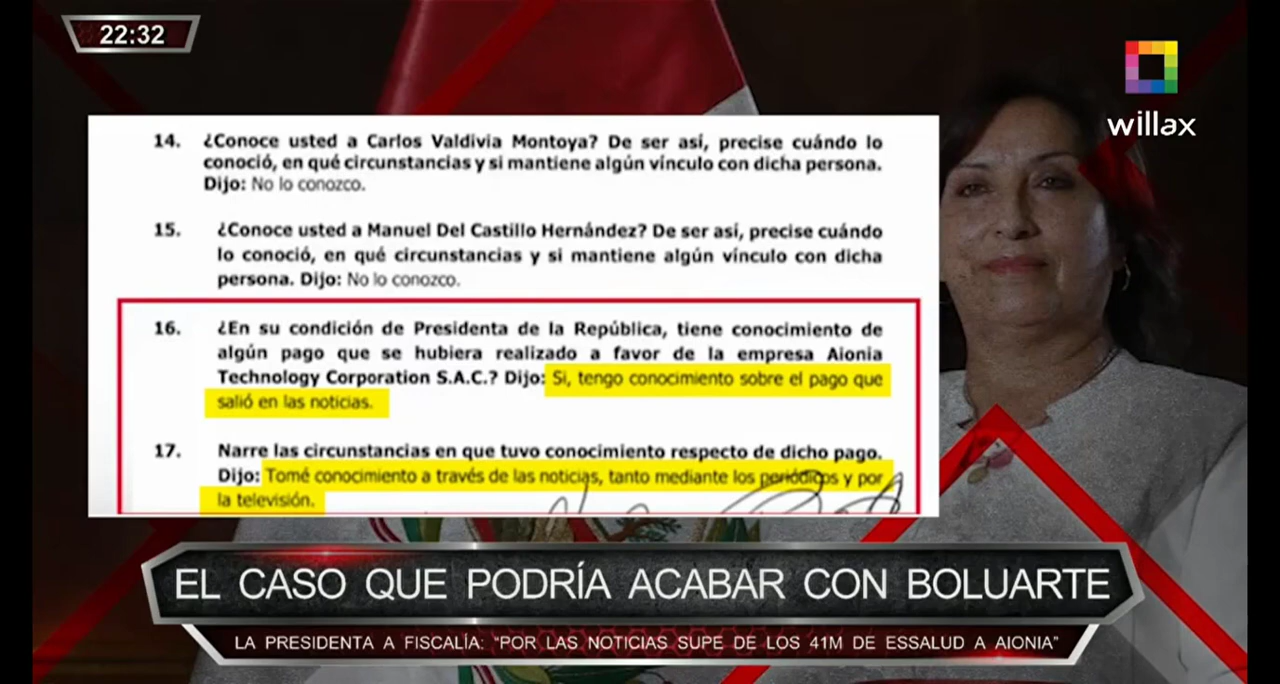 22:32
willax
14. ¿Conoce usted a Carlos Valdivia Montoya? De ser así, precise cuándo lo
conoció, en qué circunstancias y si mantiene algún vínculo con dicha persona.
Dijo: No lo conozco.
15. ¿Conoce usted a Manuel Del Castillo Hernández? De ser así, precise cuándo
lo conoció, en qué circunstancias y si mantiene algún vínculo con dicha
persona. Dijo: No lo conozco.
16. ¿En su condición de Presidenta de la República, tiene conocimiento de
algún pago que se hubiera realizado a favor de la empresa Aionia
Technology Corporation S.A.C.? Dijo: Si, tengo conocimiento sobre el pago que
salió en las noticias.
17. Narre las circunstancias en que tuvo conocimiento respecto de dicho pago.
Dijo: Tomé conocimiento a través de las noticias, tanto mediante los periódicos y por
la televisión.
EL CASO QUE PODRÍA ACABAR CON BOLUARTE
LA PRESIDENTA A FISCALÍA: "POR LAS NOTICIAS SUPE DE LOS 41M DE ESSALUD A AIONIA"